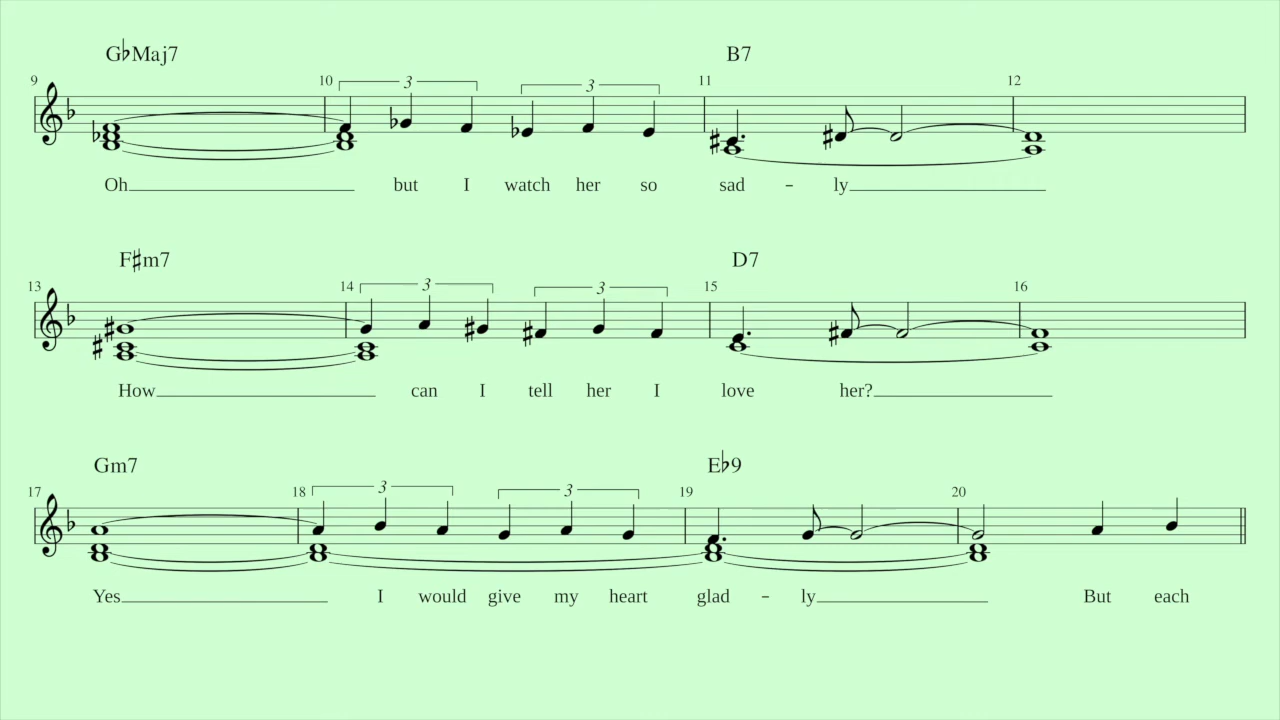 G♭Maj7 B7
9 10 3 3 11 12
Oh but I watch her so sad - ly
F♯m7 D7
13 14 3 3 15 16
How can I tell her I love her?
Gm7 E♭9
17 18 3 3 19 20
Yes I would give my heart glad - ly But each